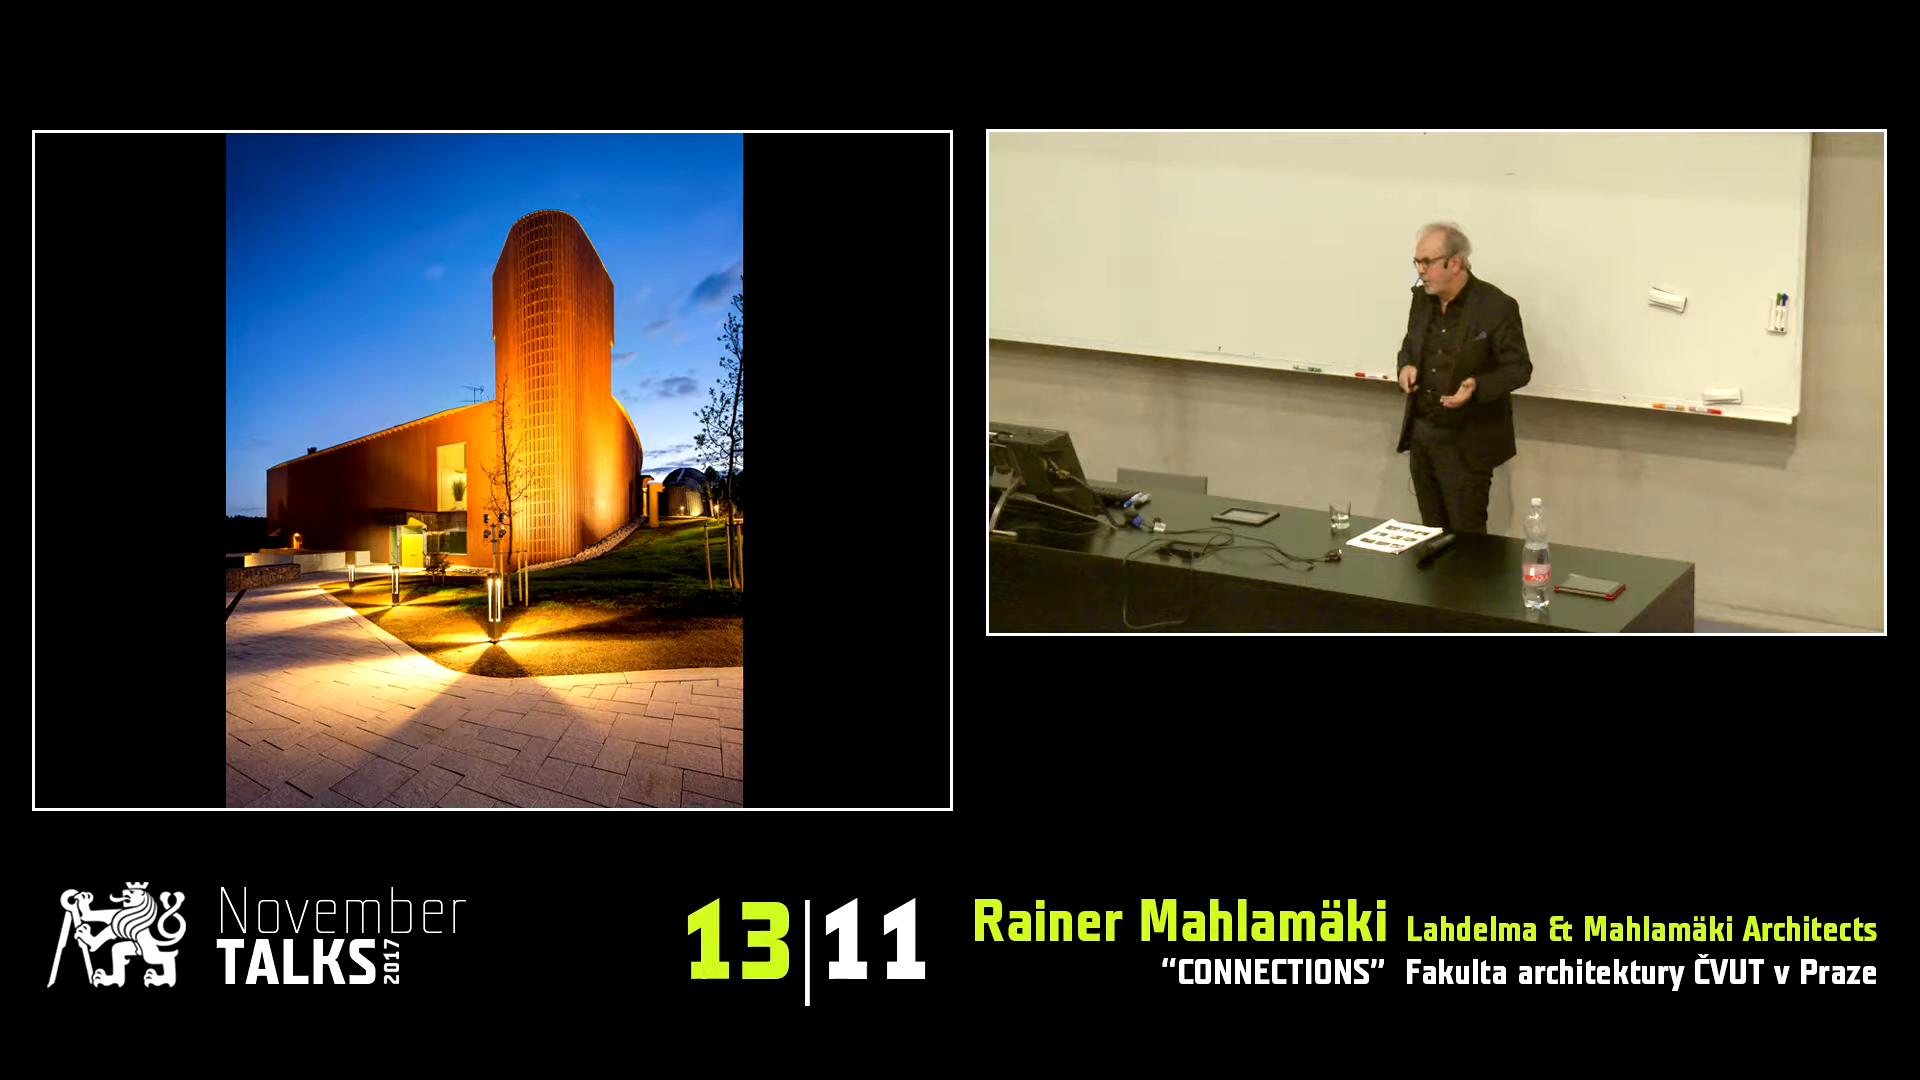 November
TALKS 2017
13|11
Rainer Mahlamäki Lahdelma & Mahlamäki Architects
“CONNECTIONS” Fakulta architektury ČVUT v Praze